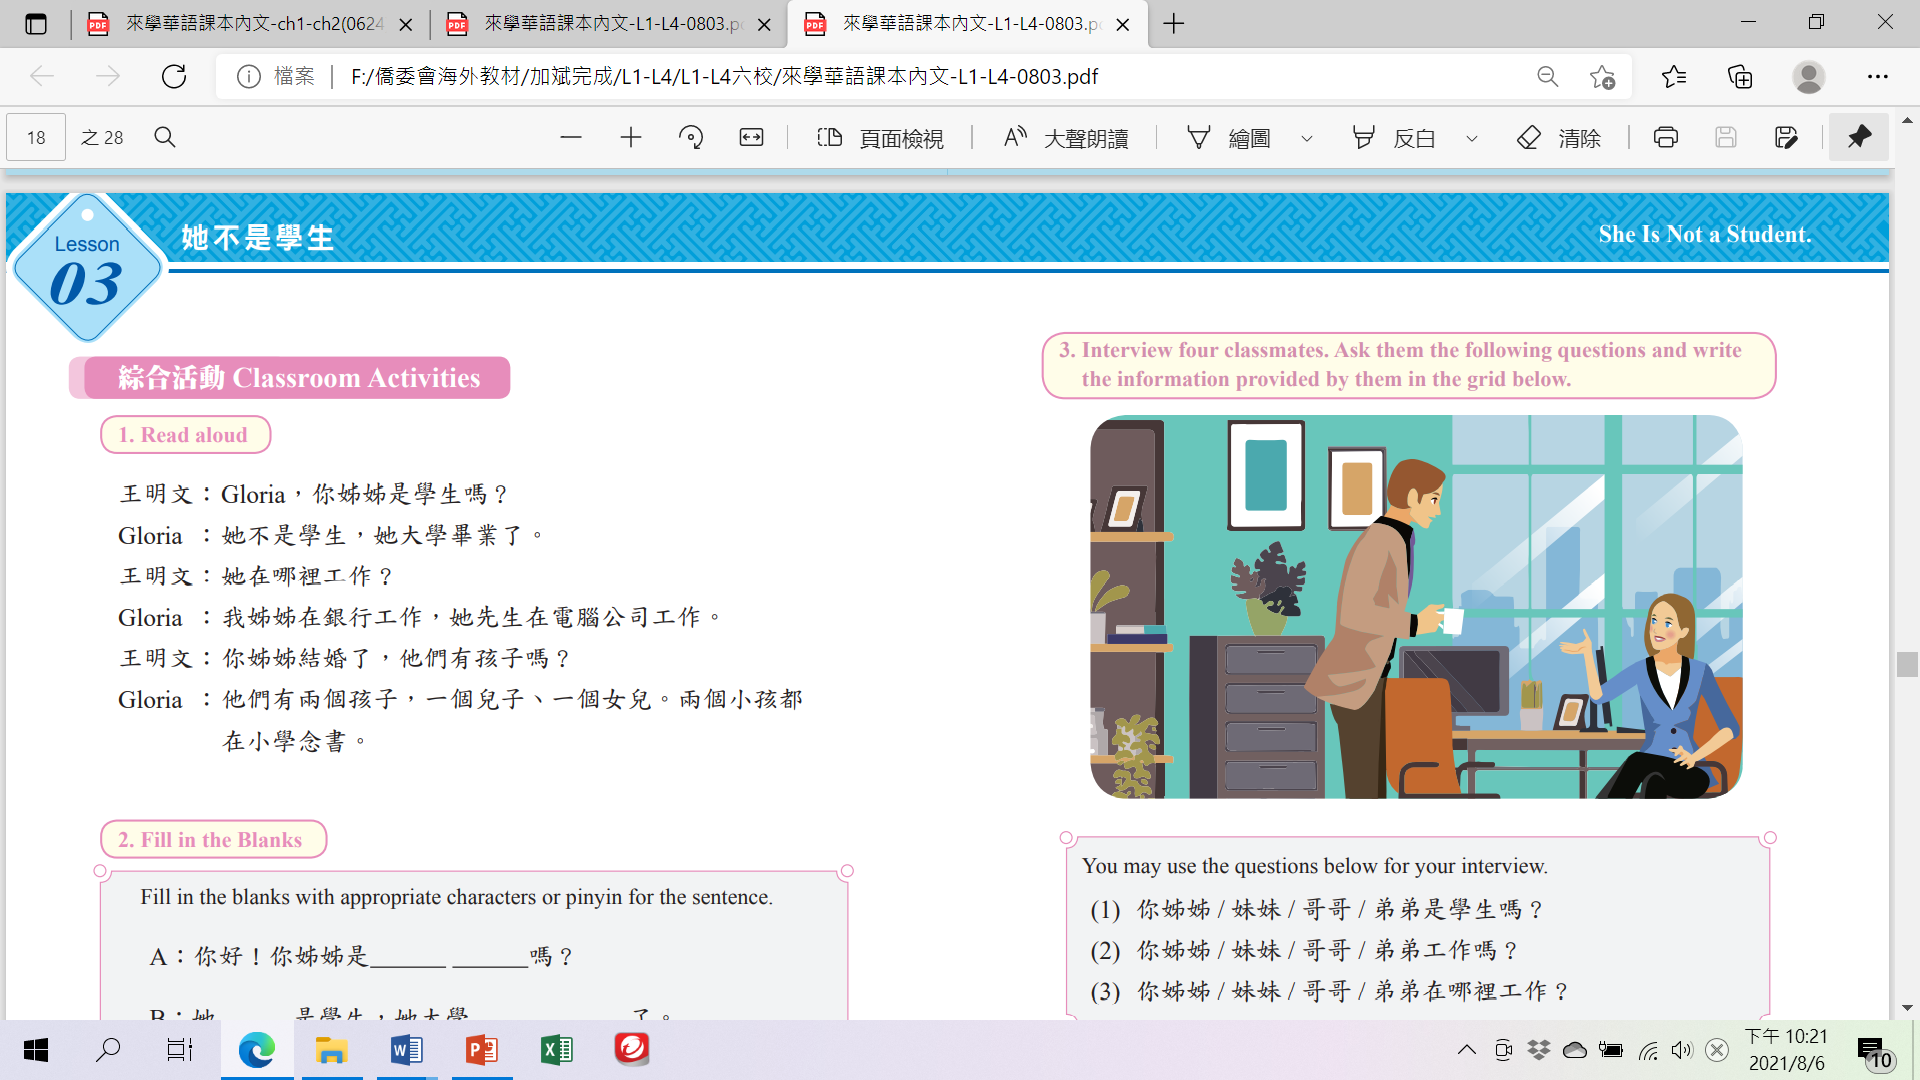 來學華語課本內文-ch1-ch2(0624
來學華語課本內文-L1-L4-0803.p
來學華語課本內文-L1-L4-0803.p
檔案
F:/僑委會海外教材/加斌完成/L1-L4/L1-L4六校/來學華語課本內文-L1-L4-0803.pdf
18
之 28
頁面檢視
大聲朗讀
繪圖
反白
清除
Lesson
03
她不是學生
She Is Not a Student.
綜合活動 Classroom Activities
1. Read aloud
王明文：Gloria，你姊姊是學生嗎？
Gloria ：她不是學生，她大學畢業了。
王明文：她在哪裡工作？
Gloria ：我姊姊在銀行工作，她先生在電腦公司工作。
王明文：你姊姊結婚了，他們有孩子嗎？
Gloria ：他們有兩個孩子，一個兒子、一個女兒。兩個小孩都
在小學念書。
2. Fill in the Blanks
Fill in the blanks with appropriate characters or pinyin for the sentence.
A：你好！你姊姊是______ ______嗎？
B：她 是學生，她大學 了。
3. Interview four classmates. Ask them the following questions and write
the information provided by them in the grid below.
You may use the questions below for your interview.
(1) 你姊姊 / 妹妹 / 哥哥 / 弟弟是學生嗎？
(2) 你姊姊 / 妹妹 / 哥哥 / 弟弟工作嗎？
(3) 你姊姊 / 妹妹 / 哥哥 / 弟弟在哪裡工作？
下午 10:21
2021/8/6
10